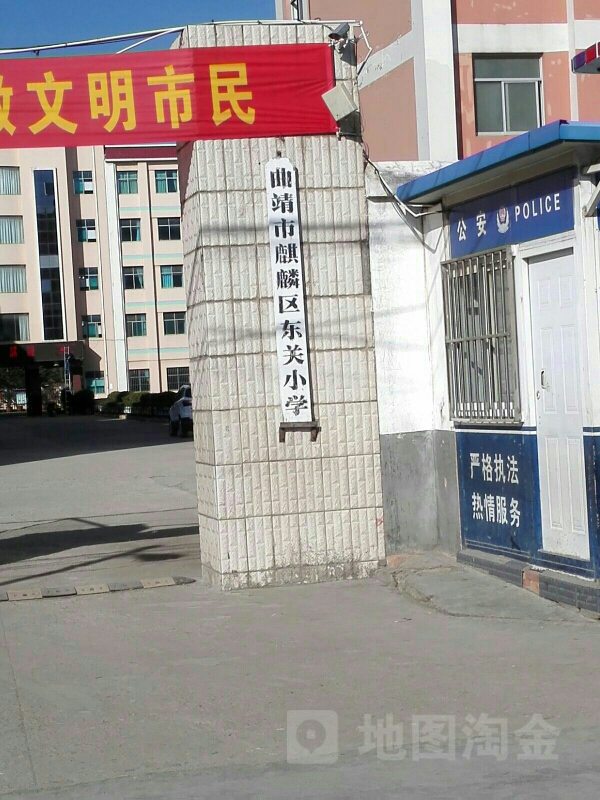 做文明市民
曲靖市麒麟区东关小学
公安 POLICE
严格执法
热情服务
地图淘金